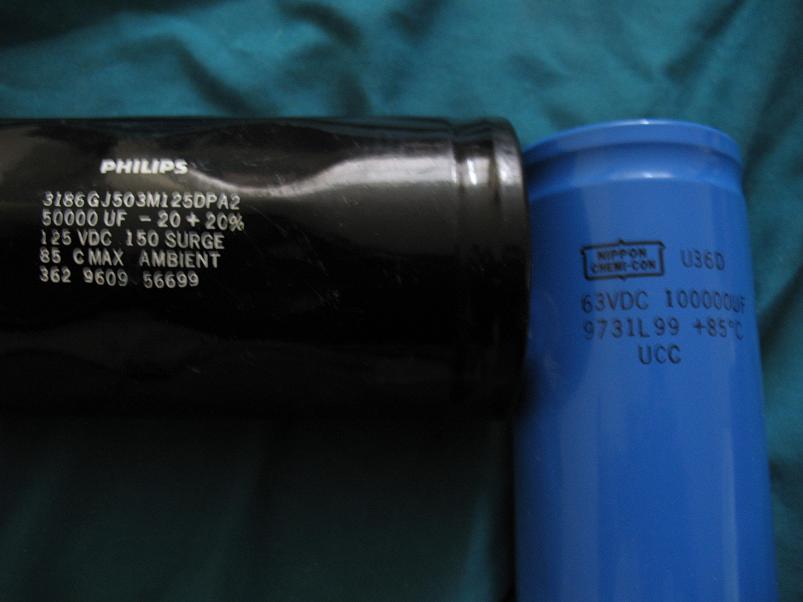 PHILIPS
3186GJ503M125DPA2
50000 UF - 20 + 20%
125 VDC 150 SURGE
85 C MAX AMBIENT
362 9609 56699
NIPPON
CHEMI-CON
U36D
63VDC 100000UF
9731L99 +85°C
UCC